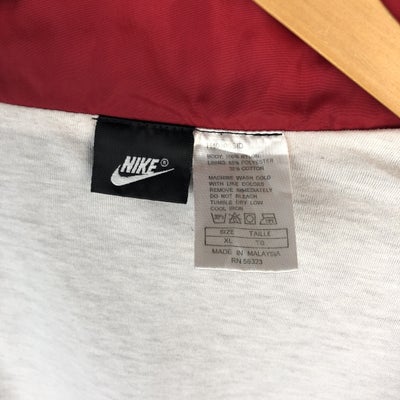 NIKE®
BODY: 100% NYLON
LINING: 65% POLYESTER
35% COTTON
MACHINE WASH COLD
WITH LIKE COLORS
REMOVE IMMEDIATELY
DO NOT BLEACH
TUMBLE DRY LOW
COOL IRON
SIZE TAILLE
XL TG
MADE IN MALAYSIA
RN 56323